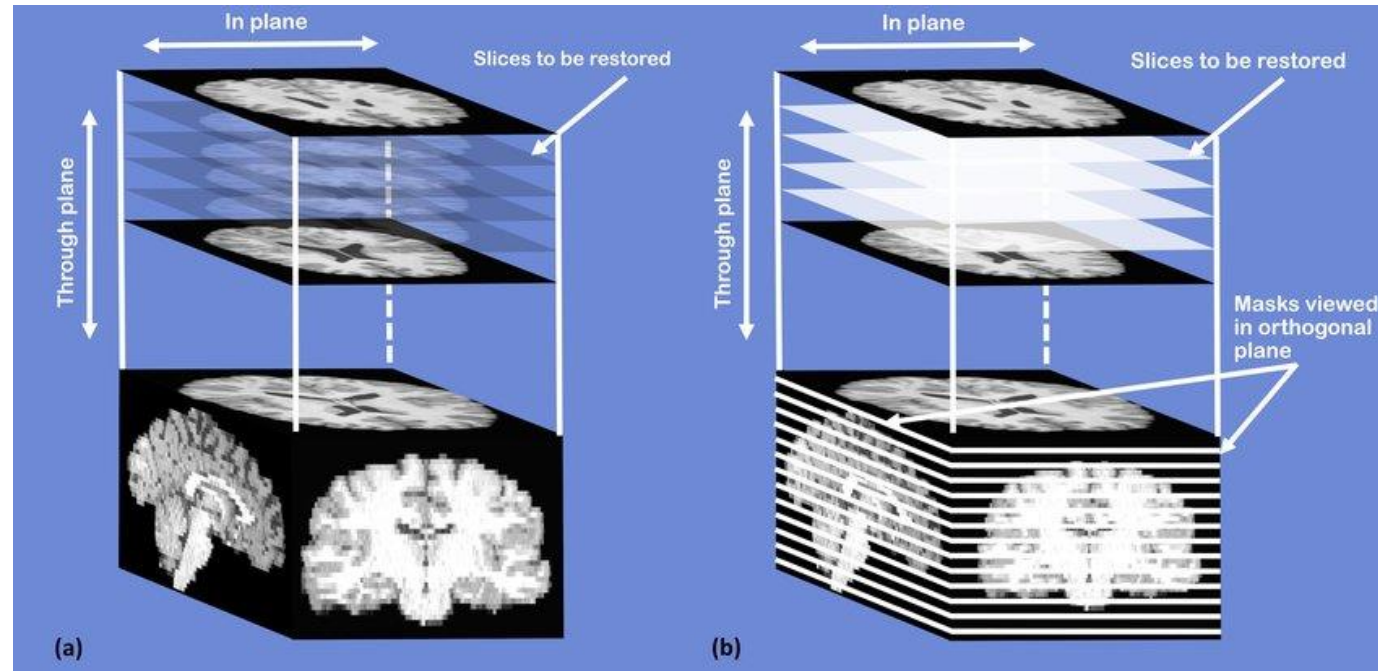 In plane
Slices to be restored
Through plane
(a)
In plane
Slices to be restored
Through plane
Masks viewed
in orthogonal
plane
(b)